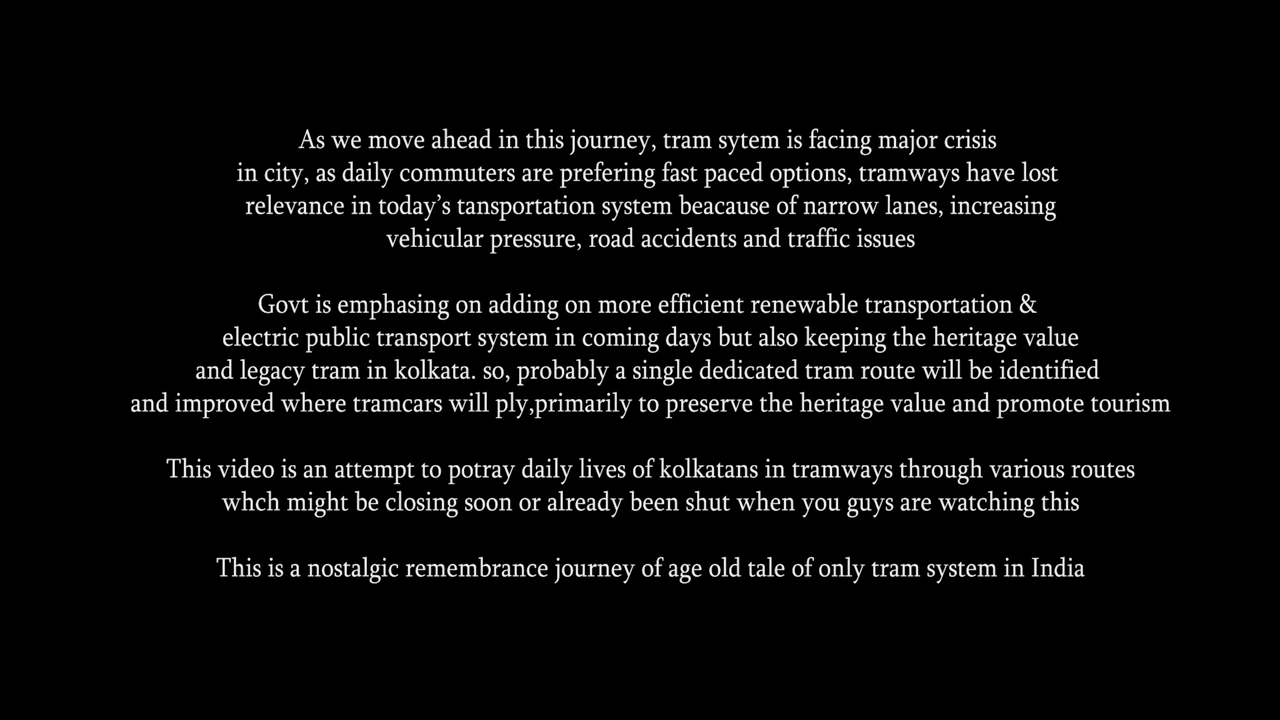 As we move ahead in this journey, tram sytem is facing major crisis
in city, as daily commuters are prefering fast paced options, tramways have lost
relevance in today’s tansportation system beacause of narrow lanes, increasing
vehicular pressure, road accidents and traffic issues
Govt is emphasing on adding on more efficient renewable transportation &
electric public transport system in coming days but also keeping the heritage value
and legacy tram in kolkata. so, probably a single dedicated tram route will be identified
and improved where tramcars will ply,primarily to preserve the heritage value and promote tourism
This video is an attempt to potray daily lives of kolkatans in tramways through various routes
whch might be closing soon or already been shut when you guys are watching this
This is a nostalgic remembrance journey of age old tale of only tram system in India